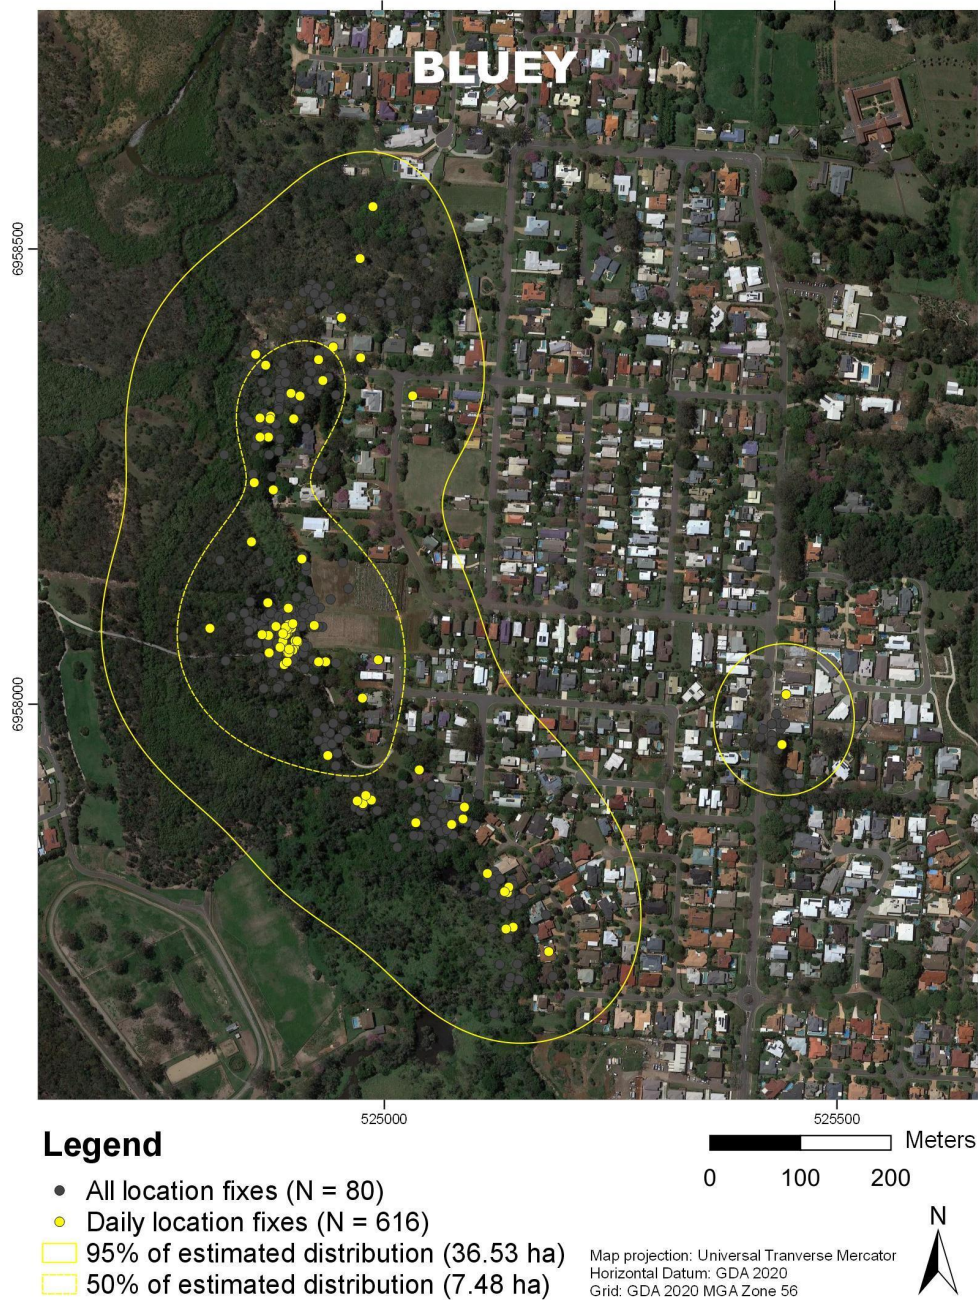 BLUEY
6958500
6958000
525000
525500
Legend
All location fixes (N = 80)
Daily location fixes (N = 616)
95% of estimated distribution (36.53 ha)
50% of estimated distribution (7.48 ha)
Meters
0 100 200
N
Map projection: Universal Tranverse Mercator
Horizontal Datum: GDA 2020
Grid: GDA 2020 MGA Zone 56